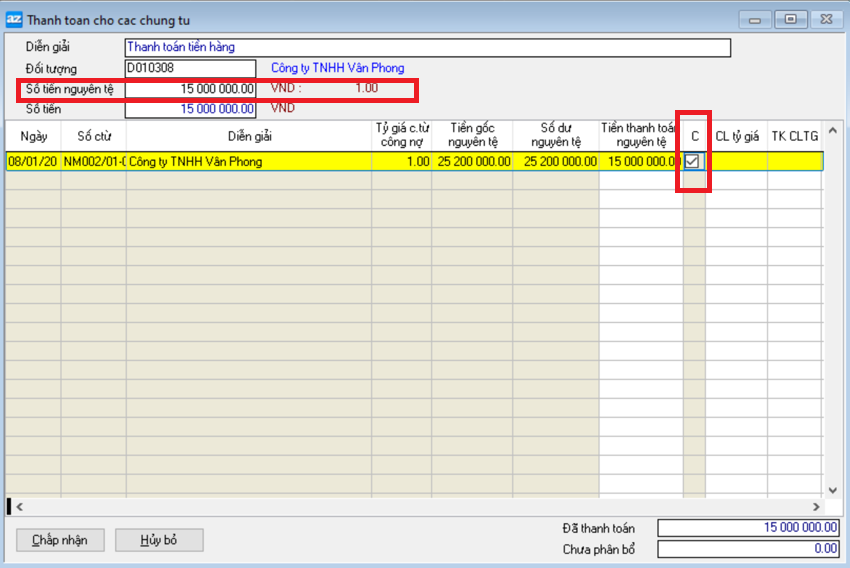 az Thanh toan cho cac chung tu
Diễn giải Thanh toán tiền hàng
Đối tượng D010308 Công ty TNHH Vân Phong
Số tiền nguyên tệ 15 000 000.00 VND : 1.00
Số tiền 15 000 000.00 VND
Ngày Số ctừ Diễn giải Tỷ giá c.từ công nợ Tiền gốc nguyên tệ Số dư nguyên tệ Tiền thanh toán nguyên tệ C CL tỷ giá TK CLTG
08/01/20 NM002/01-0 Công ty TNHH Vân Phong 1.00 25 200 000.00 25 200 000.00 15 000 000.00
Chấp nhận Hủy bỏ Đã thanh toán 15 000 000.00
Chưa phân bổ 0.00